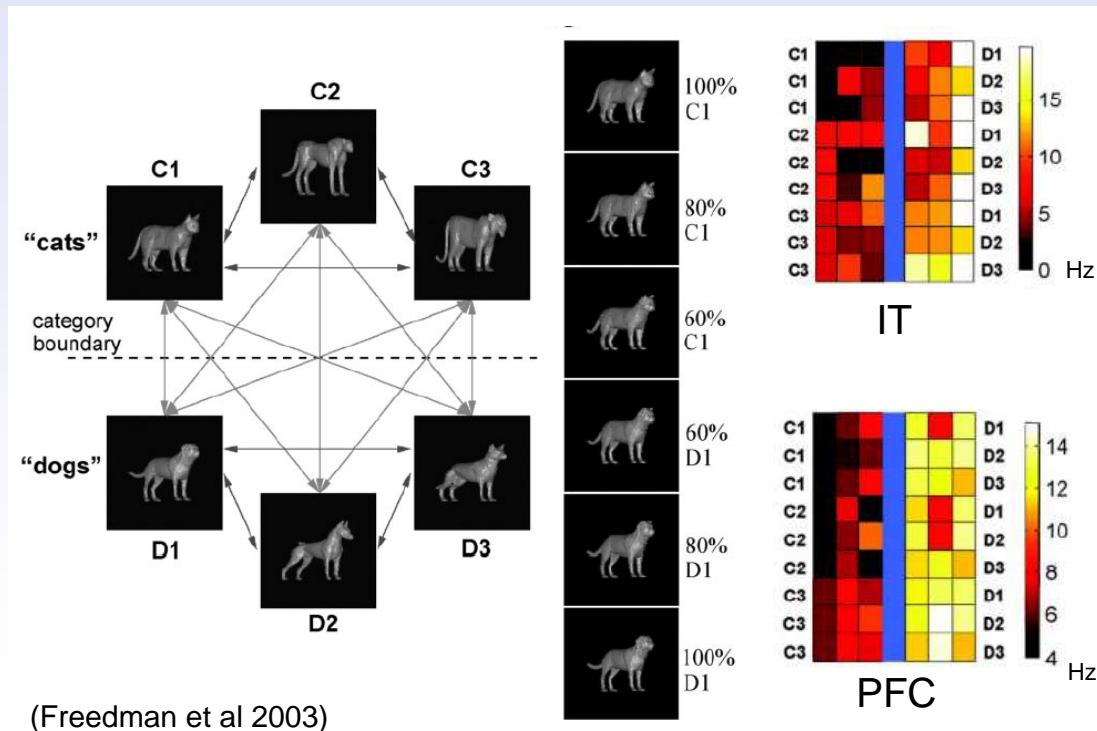 C2
C1
C3
“cats”
category
boundary
“dogs”
D1
D3
D2
(Freedman et al 2003)
100%
C1
80%
C1
60%
C1
60%
D1
80%
D1
100%
D1
C1 D1
C1 D2
C1 D3
C2 D1
C2 D2
C2 D3
C3 D1
C3 D2
C3 D3
15
10
5
0 Hz
IT
C1 D1
C1 D2
C1 D3
C2 D1
C2 D2
C2 D3
C3 D1
C3 D2
C3 D3
14
12
10
8
6
4
Hz
PFC